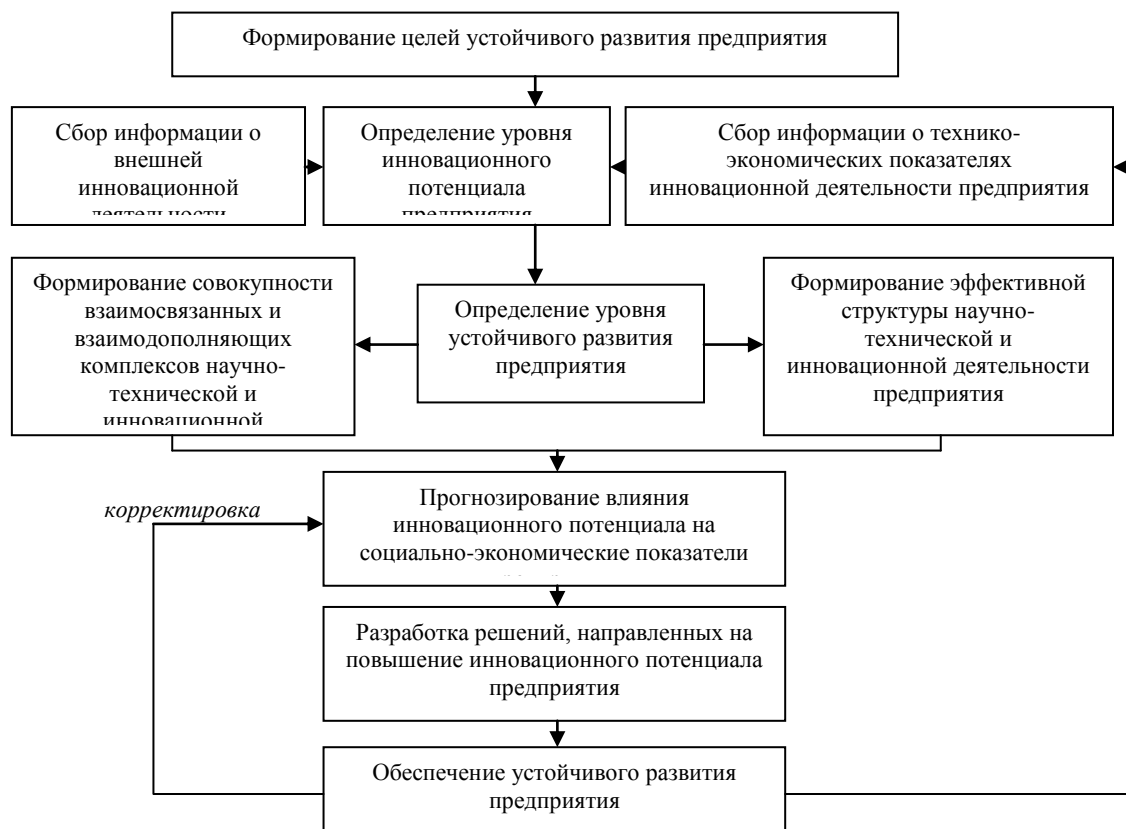 Формирование целей устойчивого развития предприятия
Сбор информации о
внешней
инновационной
деятельности
Определение уровня
инновационного
потенциала
предприятия
Сбор информации о технико-
экономических показателях
инновационной деятельности предприятия
Формирование совокупности
взаимосвязанных и
взаимодополняющих
комплексов научно-
технической и
инновационной
Определение уровня
устойчивого развития
предприятия
Формирование эффективной
структуры научно-
технической и
инновационной деятельности
предприятия
корректировка
Прогнозирование влияния
инновационного потенциала на
социально-экономические показатели
Разработка решений, направленных на
повышение инновационного потенциала
предприятия
Обеспечение устойчивого развития
предприятия